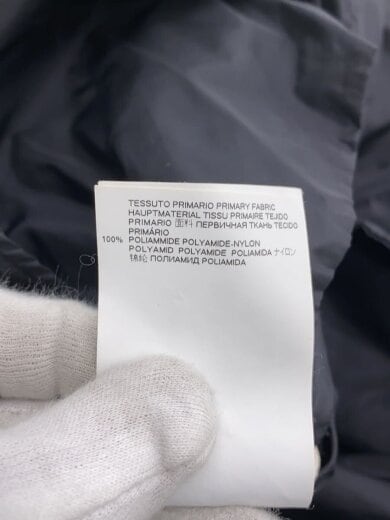 TESSUTO PRIMARIO PRIMARY FABRIC
HAUPTMATERIAL TISSU PRIMAIRE TEJIDO
PRIMARIO 面料 ПЕРВИЧНАЯ ТКАНЬ TECIDO
PRIMÁRIO
100% POLIAMMIDE POLYAMIDE-NYLON
POLYAMID POLYAMIDE POLIAMIDA ナイロン
锦纶 ПОЛИАМИД POLIAMIDA